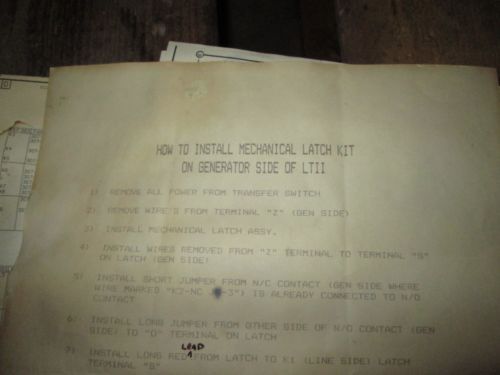 HOW TO INSTALL MECHANICAL LATCH KIT
ON GENERATOR SIDE OF LTII
1) REMOVE ALL POWER FROM TRANSFER SWITCH
2) REMOVE WIRE'S FROM TERMINAL "Z" (GEN SIDE)
3) INSTALL MECHANICAL LATCH ASSY.
4) INSTALL WIRES REMOVED FROM "Z" TERMINAL TO TERMINAL "S"
ON LATCH (GEN SIDE)
5) INSTALL SHORT JUMPER FROM N/C CONTACT (GEN SIDE WHERE
WIRE MARKED "K2-NC -3") IS ALREADY CONNECTED TO N/O
CONTACT
6) INSTALL LONG JUMPER FROM OTHER SIDE OF N/O CONTACT (GEN
SIDE) TO "O" TERMINAL ON LATCH
LEAD
7) INSTALL LONG RED FROM LATCH TO K1 (LINE SIDE) LATCH
TERMINAL "S"